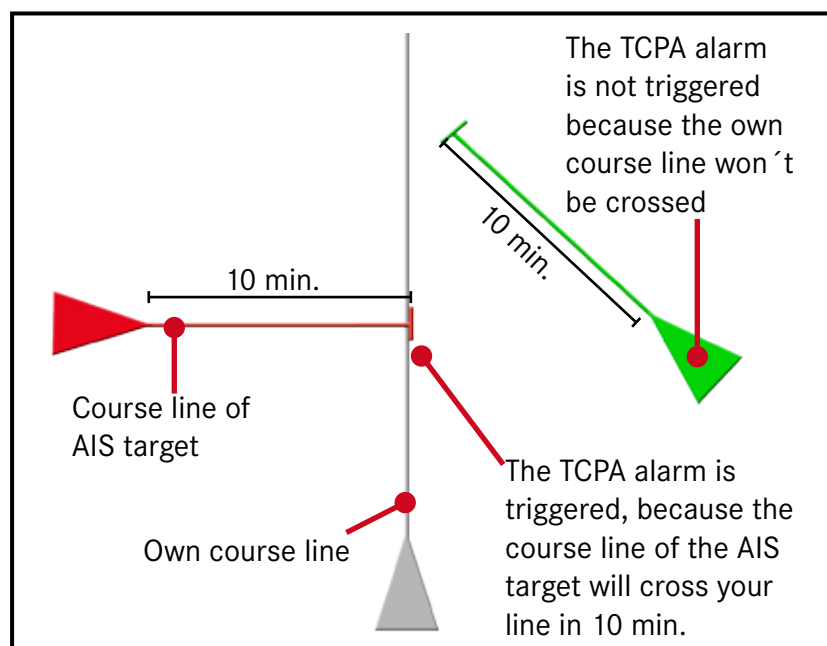 The TCPA alarm
is not triggered
because the own
course line won´t
be crossed
10 min.
10 min.
Course line of
AIS target
Own course line
The TCPA alarm is
triggered, because the
course line of the AIS
target will cross your
line in 10 min.